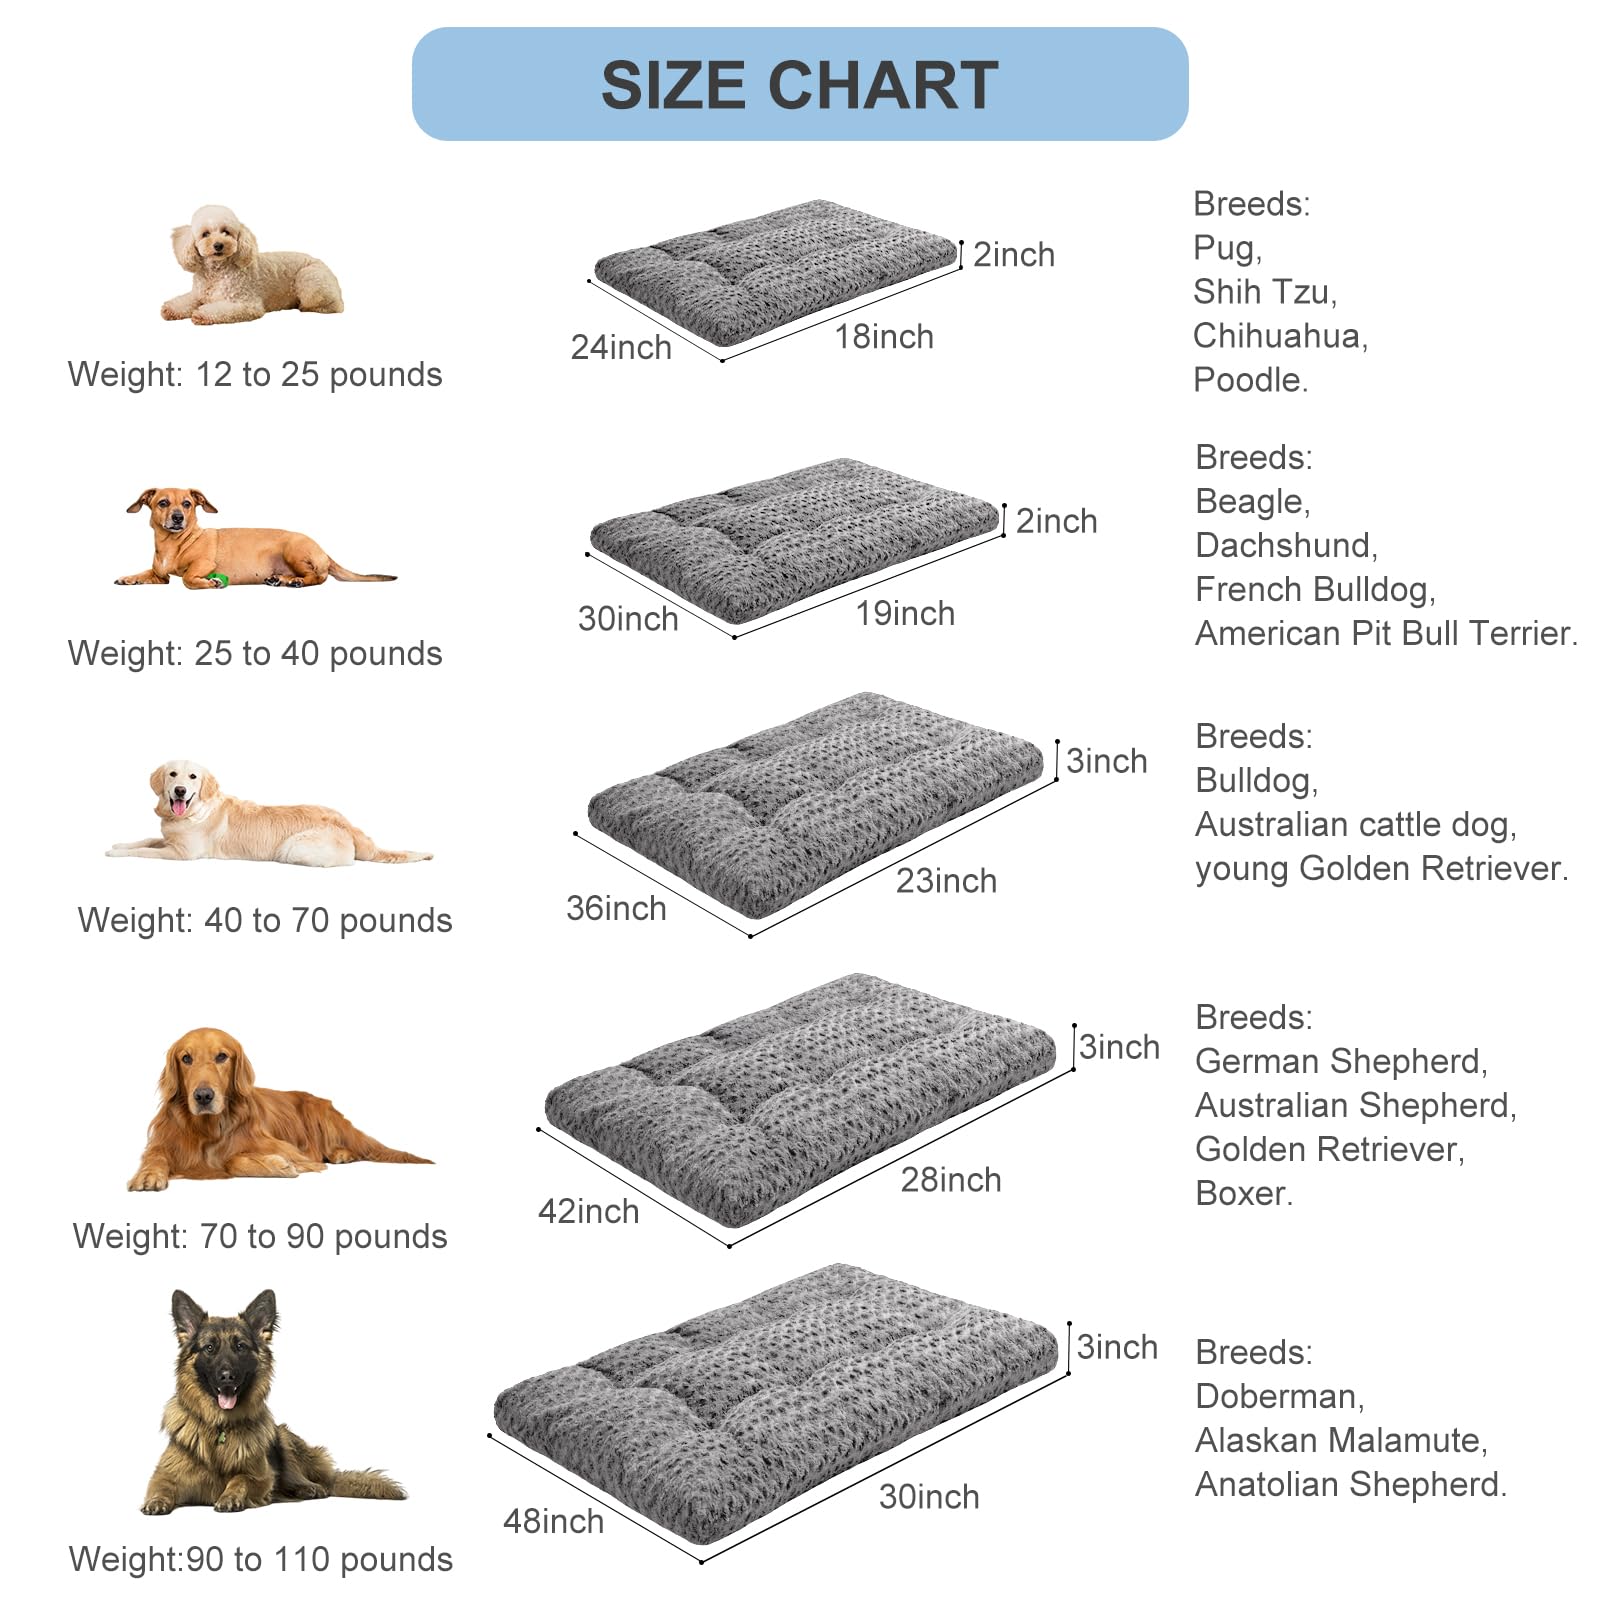 SIZE CHART
Weight: 12 to 25 pounds
24inch
18inch
2inch
Breeds:
Pug,
Shih Tzu,
Chihuahua,
Poodle.
Weight: 25 to 40 pounds
30inch
19inch
2inch
Breeds:
Beagle,
Dachshund,
French Bulldog,
American Pit Bull Terrier.
Weight: 40 to 70 pounds
36inch
23inch
3inch
Breeds:
Bulldog,
Australian cattle dog,
young Golden Retriever.
Weight: 70 to 90 pounds
42inch
28inch
3inch
Breeds:
German Shepherd,
Australian Shepherd,
Golden Retriever,
Boxer.
Weight:90 to 110 pounds
48inch
30inch
3inch
Breeds:
Doberman,
Alaskan Malamute,
Anatolian Shepherd.